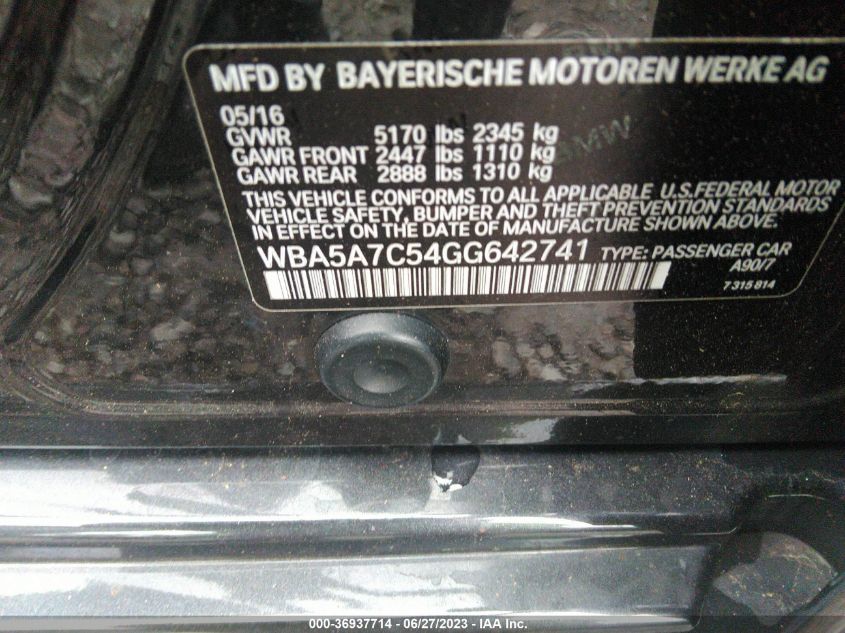 MFD BY BAYERISCHE MOTOREN WERKE AG
05/16
GVWR 5170 lbs 2345 kg
GAWR FRONT 2447 lbs 1110 kg
GAWR REAR 2888 lbs 1310 kg
THIS VEHICLE CONFORMS TO ALL APPLICABLE U.S.FEDERAL MOTOR
VEHICLE SAFETY, BUMPER AND THEFT PREVENTION STANDARDS
IN EFFECT ON THE DATE OF MANUFACTURE SHOWN ABOVE.
WBA5A7C54GG642741 TYPE: PASSENGER CAR
A90/7
7 315 814
BMW
000-36937714 - 06/27/2023 - IAA Inc.